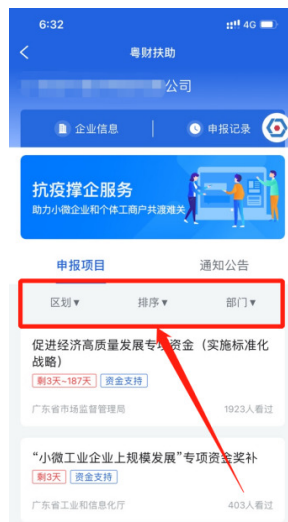 6:32
4G
粤财扶助
公司
企业信息
申报记录
抗疫撑企服务
助力小微企业和个体工商户共渡难关
申报项目
通知公告
区划▼
排序▼
部门▼
促进经济高质量发展专项资金（实施标准化
战略）
剩3天~187天 资金支持
广东省市场监督管理局
1923人看过
“小微工业企业上规模发展”专项资金奖补
剩3天 资金支持
广东省工业和信息化厅
403人看过